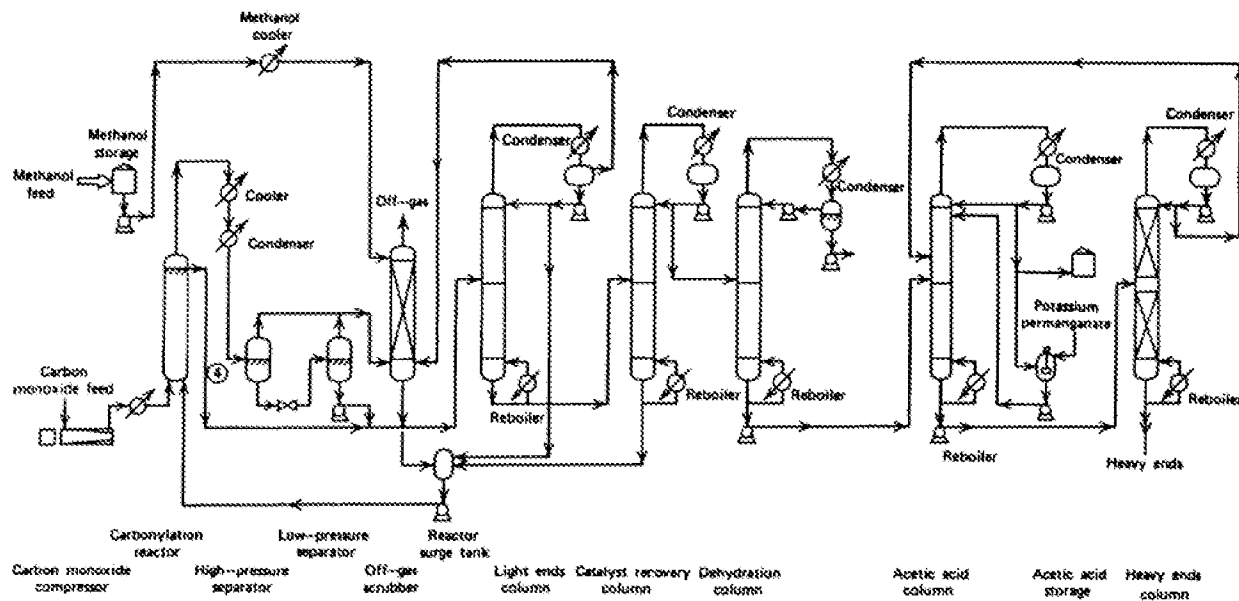 Methanol
cooler
Methanol
storage
Methanol
feed
Cooler
Condenser
Off--gas
Condenser
Condenser
Condenser
Condenser
Condenser
Potassium
permanganate
Carbon
monoxide feed
4
Reboiler
Reboiler
Reboiler
Reboiler
Reboiler
Heavy ends
Carbonylation
reactor
Low--pressure
separator
Reactor
surge tank
Carbon monoxide
compressor
High--pressure
separator
Off--gas
scrubber
Light ends
column
Catalyst recovery
column
Dehydration
column
Acetic acid
column
Acetic acid
storage
Heavy ends
column